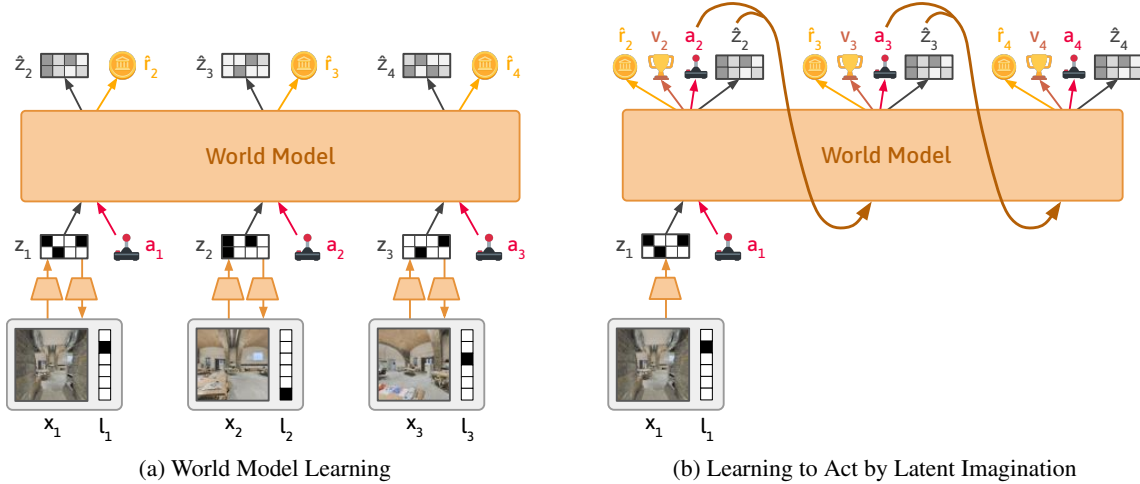 ẑ₂ r̂₂ ẑ₃ r̂₃ ẑ₄ r̂₄
World Model
z₁ a₁ z₂ a₂ z₃ a₃
x₁ l₁ x₂ l₂ x₃ l₃
(a) World Model Learning
r̂₂ v₂ a₂ ẑ₂ r̂₃ v₃ a₃ ẑ₃ r̂₄ v₄ a₄ ẑ₄
World Model
z₁ a₁
x₁ l₁
(b) Learning to Act by Latent Imagination